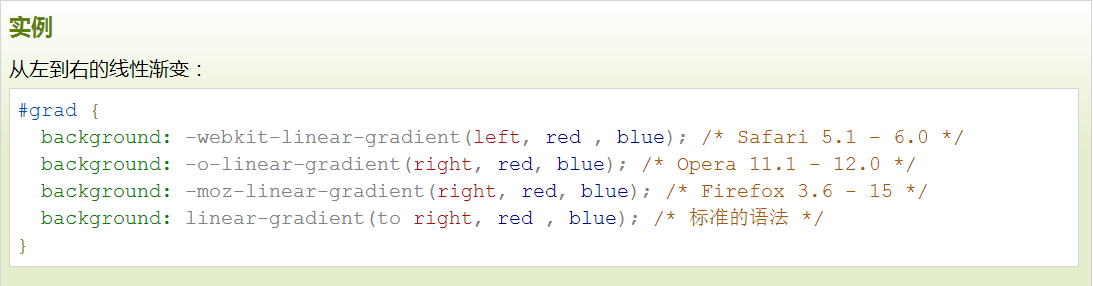 实例
从左到右的线性渐变：
#grad {
  background: -webkit-linear-gradient(left, red , blue); /* Safari 5.1 - 6.0 */
  background: -o-linear-gradient(right, red, blue); /* Opera 11.1 - 12.0 */
  background: -moz-linear-gradient(right, red, blue); /* Firefox 3.6 - 15 */
  background: linear-gradient(to right, red , blue); /* 标准的语法 */
}